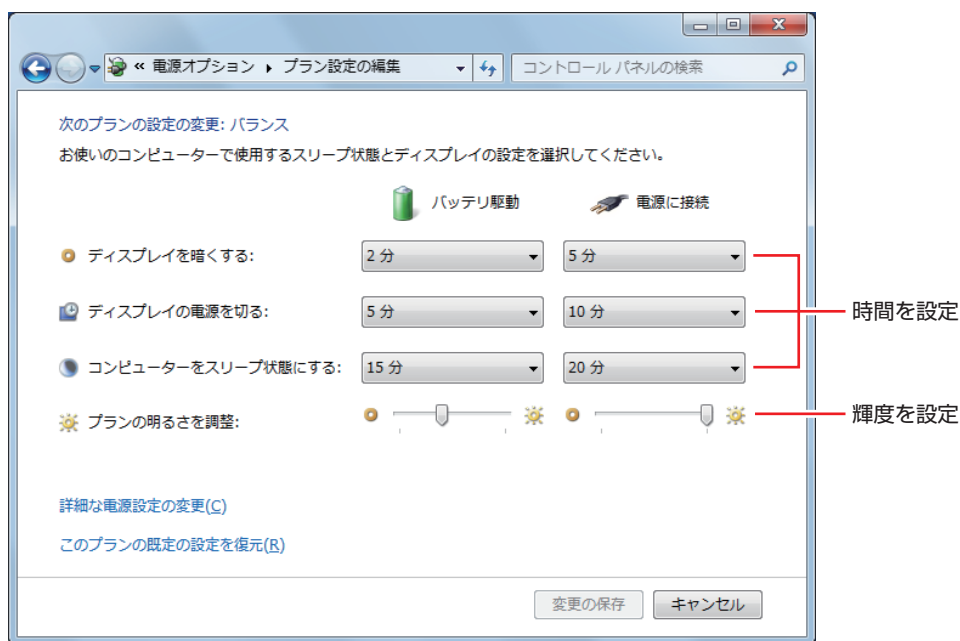 « 電源オプション ▸ プラン設定の編集 コントロール パネルの検索
次のプランの設定の変更: バランス
お使いのコンピューターで使用するスリープ状態とディスプレイの設定を選択してください。
バッテリ駆動 電源に接続
ディスプレイを暗くする: 2 分 5 分
ディスプレイの電源を切る: 5 分 10 分 時間を設定
コンピューターをスリープ状態にする: 15 分 20 分
プランの明るさを調整: 輝度を設定
詳細な電源設定の変更(C)
このプランの既定の設定を復元(R)
変更の保存 キャンセル